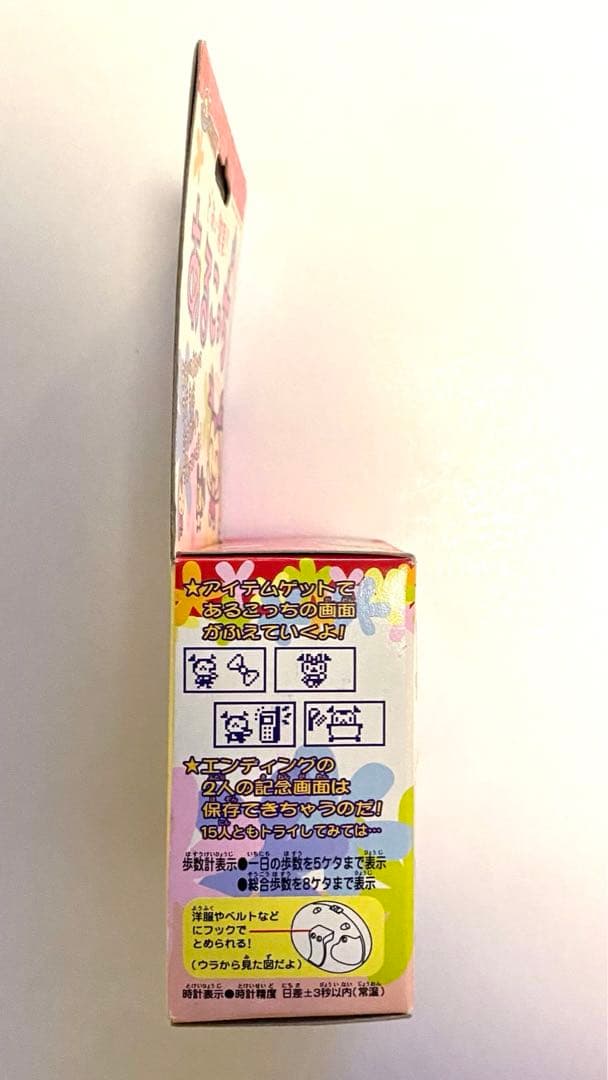 ★アイテムゲットで
あるこっちの画面
がふえていくよ!
★エンディングの
2人の記念画面は
保存できちゃうのだ!
15人ともトライしてみては…
歩数計表示●一日の歩数を5ケタまで表示
●総合歩数を8ケタまで表示
洋服やベルトなど
にフックで
とめられる!
(ウラから見た図だよ)
時計表示●時計精度 日差±3秒以内(常温)